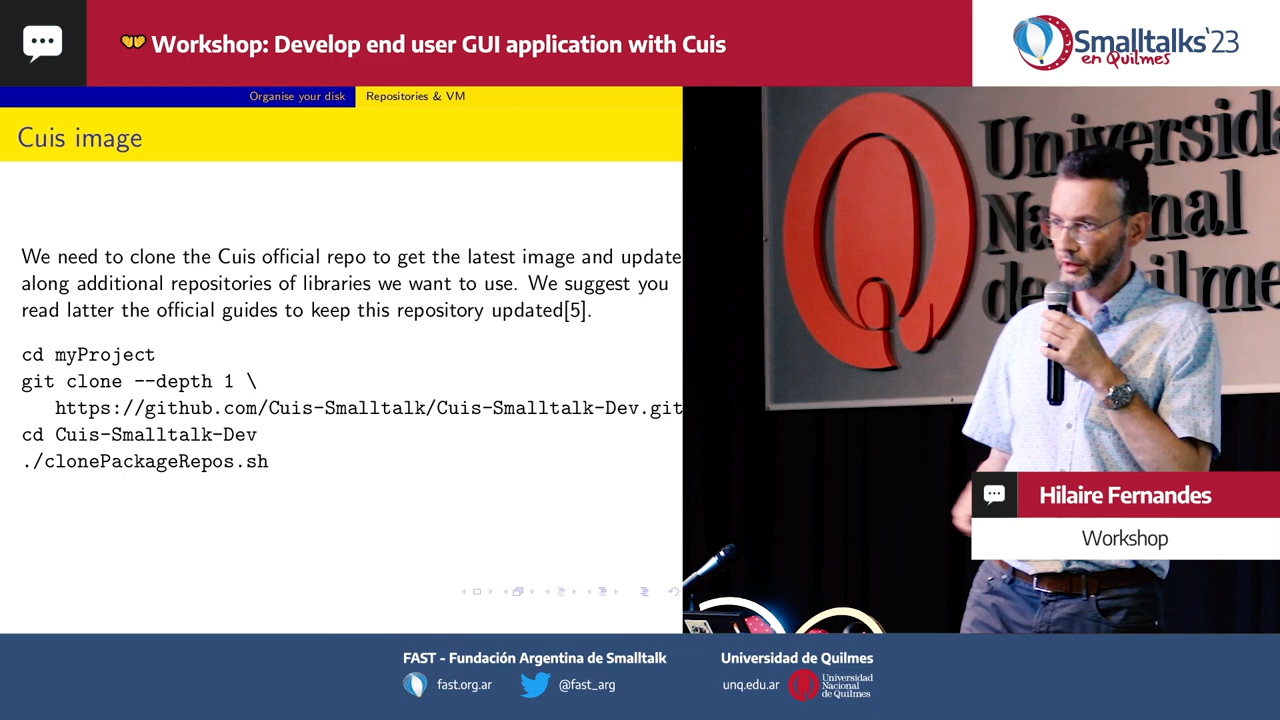 Workshop: Develop end user GUI application with Cuis
Smalltalks'23
en Quilmes
Organise your disk
Repositories & VM
Cuis image
We need to clone the Cuis official repo to get the latest image and update
along additional repositories of libraries we want to use. We suggest you
read latter the official guides to keep this repository updated[5].
cd myProject
git clone --depth 1 \
https://github.com/Cuis-Smalltalk/Cuis-Smalltalk-Dev.git
cd Cuis-Smalltalk-Dev
./clonePackageRepos.sh
Universida
Nacional
de Quilme
Hilaire Fernandes
Workshop
FAST - Fundación Argentina de Smalltalk
fast.org.ar
@fast_arg
Universidad de Quilmes
unq.edu.ar
Universidad
Nacional
de Quilmes